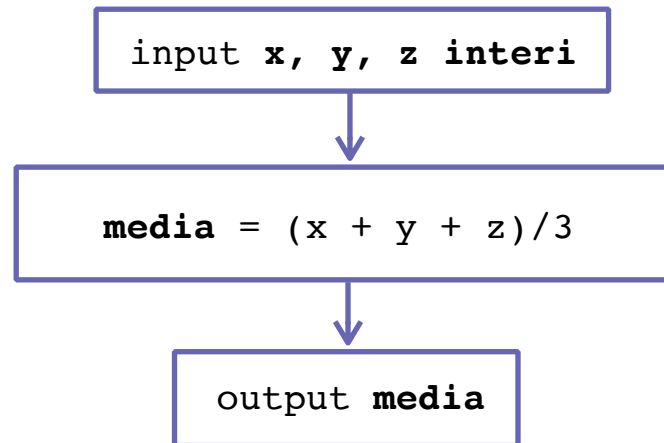 input x, y, z interi
media = (x + y + z)/3
output media